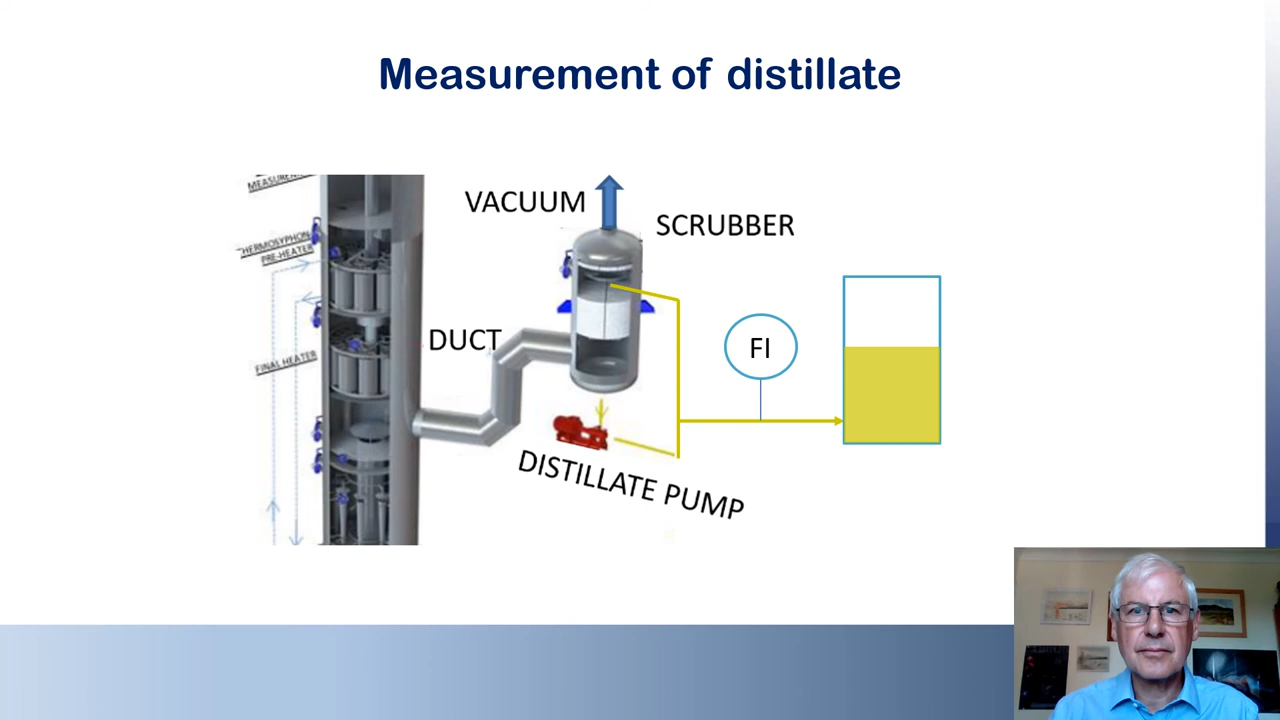 Measurement of distillate
VACUUM
SCRUBBER
THERMOSYPHON
PRE-HEATER
DUCT
FI
FINAL HEATER
DISTILLATE PUMP